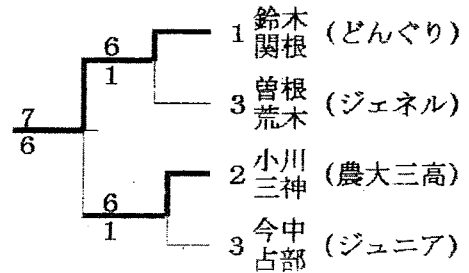 6
1
1 鈴木 関根 (どんぐり)
3 曽根 荒木 (ジェネル)
7
6
2 小川 三神 (農大三高)
6
1
3 今中 占部 (ジュニア)